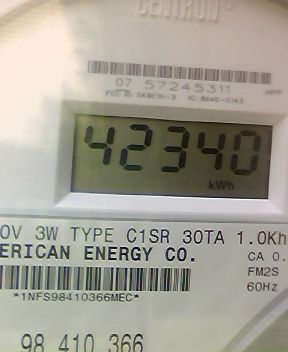 CENTRON
07 57245311
42340
kWh
0V 3W TYPE C1SR 30TA 1.0Kh
ERICAN ENERGY CO.
CA 0.
FM2S
60Hz
*1NFS98410366MEC*
98 410 366